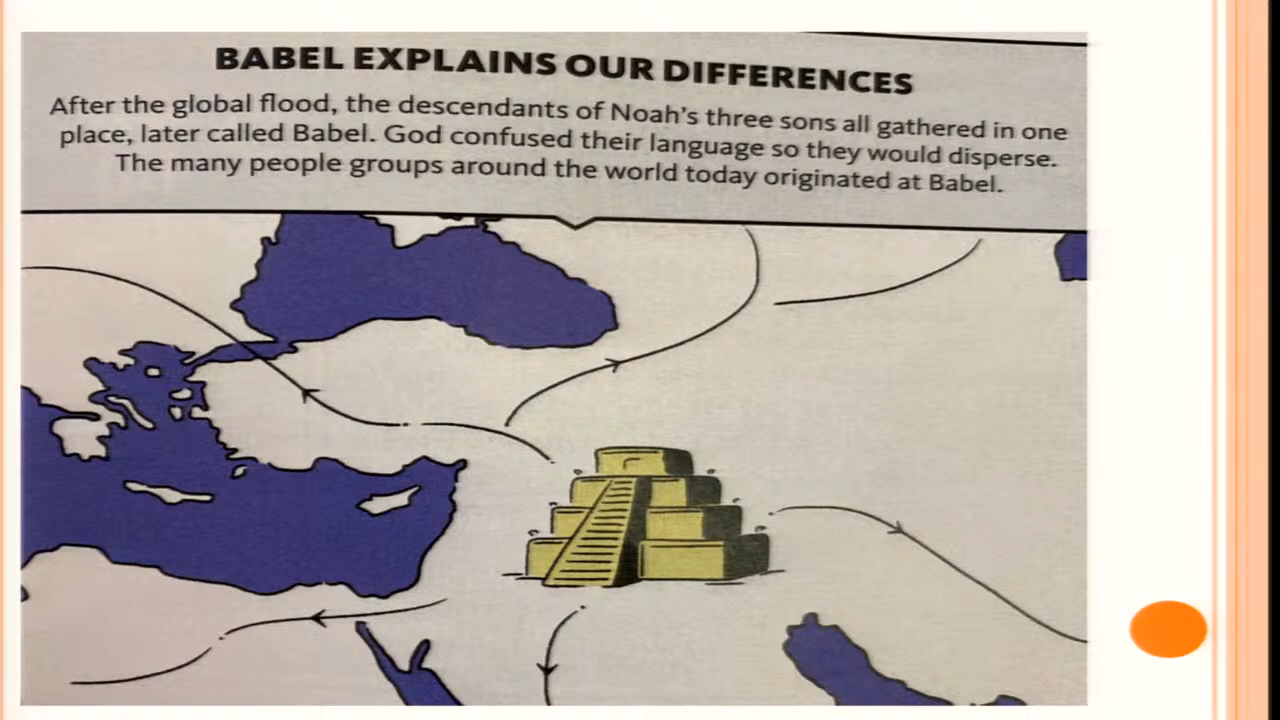 BABEL EXPLAINS OUR DIFFERENCES
After the global flood, the descendants of Noah's three sons all gathered in one
place, later called Babel. God confused their language so they would disperse.
The many people groups around the world today originated at Babel.